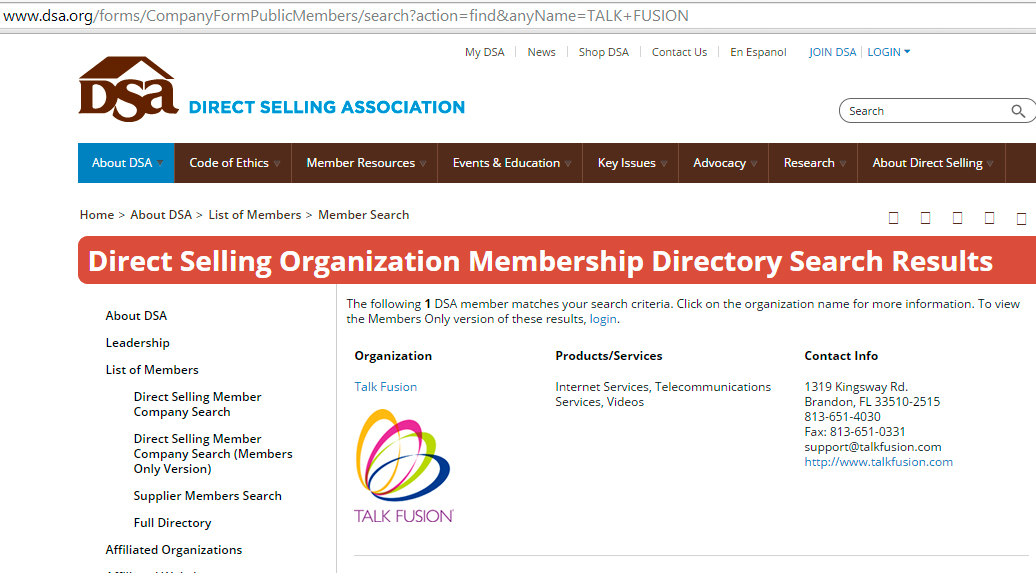 www.dsa.org/forms/CompanyFormPublicMembers/search?action=find&anyName=TALK+FUSION
My DSA News Shop DSA Contact Us En Espanol JOIN DSA LOGIN
dsa DIRECT SELLING ASSOCIATION
Search
About DSA Code of Ethics Member Resources Events & Education Key Issues Advocacy Research About Direct Selling
Home > About DSA > List of Members > Member Search
Direct Selling Organization Membership Directory Search Results
About DSA
Leadership
List of Members
Direct Selling Member
Company Search
Direct Selling Member
Company Search (Members
Only Version)
Supplier Members Search
Full Directory
Affiliated Organizations
The following 1 DSA member matches your search criteria. Click on the organization name for more information. To view
the Members Only version of these results, login.
Organization
Talk Fusion
TALK FUSION
Products/Services
Internet Services, Telecommunications
Services, Videos
Contact Info
1319 Kingsway Rd.
Brandon, FL 33510-2515
813-651-4030
Fax: 813-651-0331
support@talkfusion.com
http://www.talkfusion.com